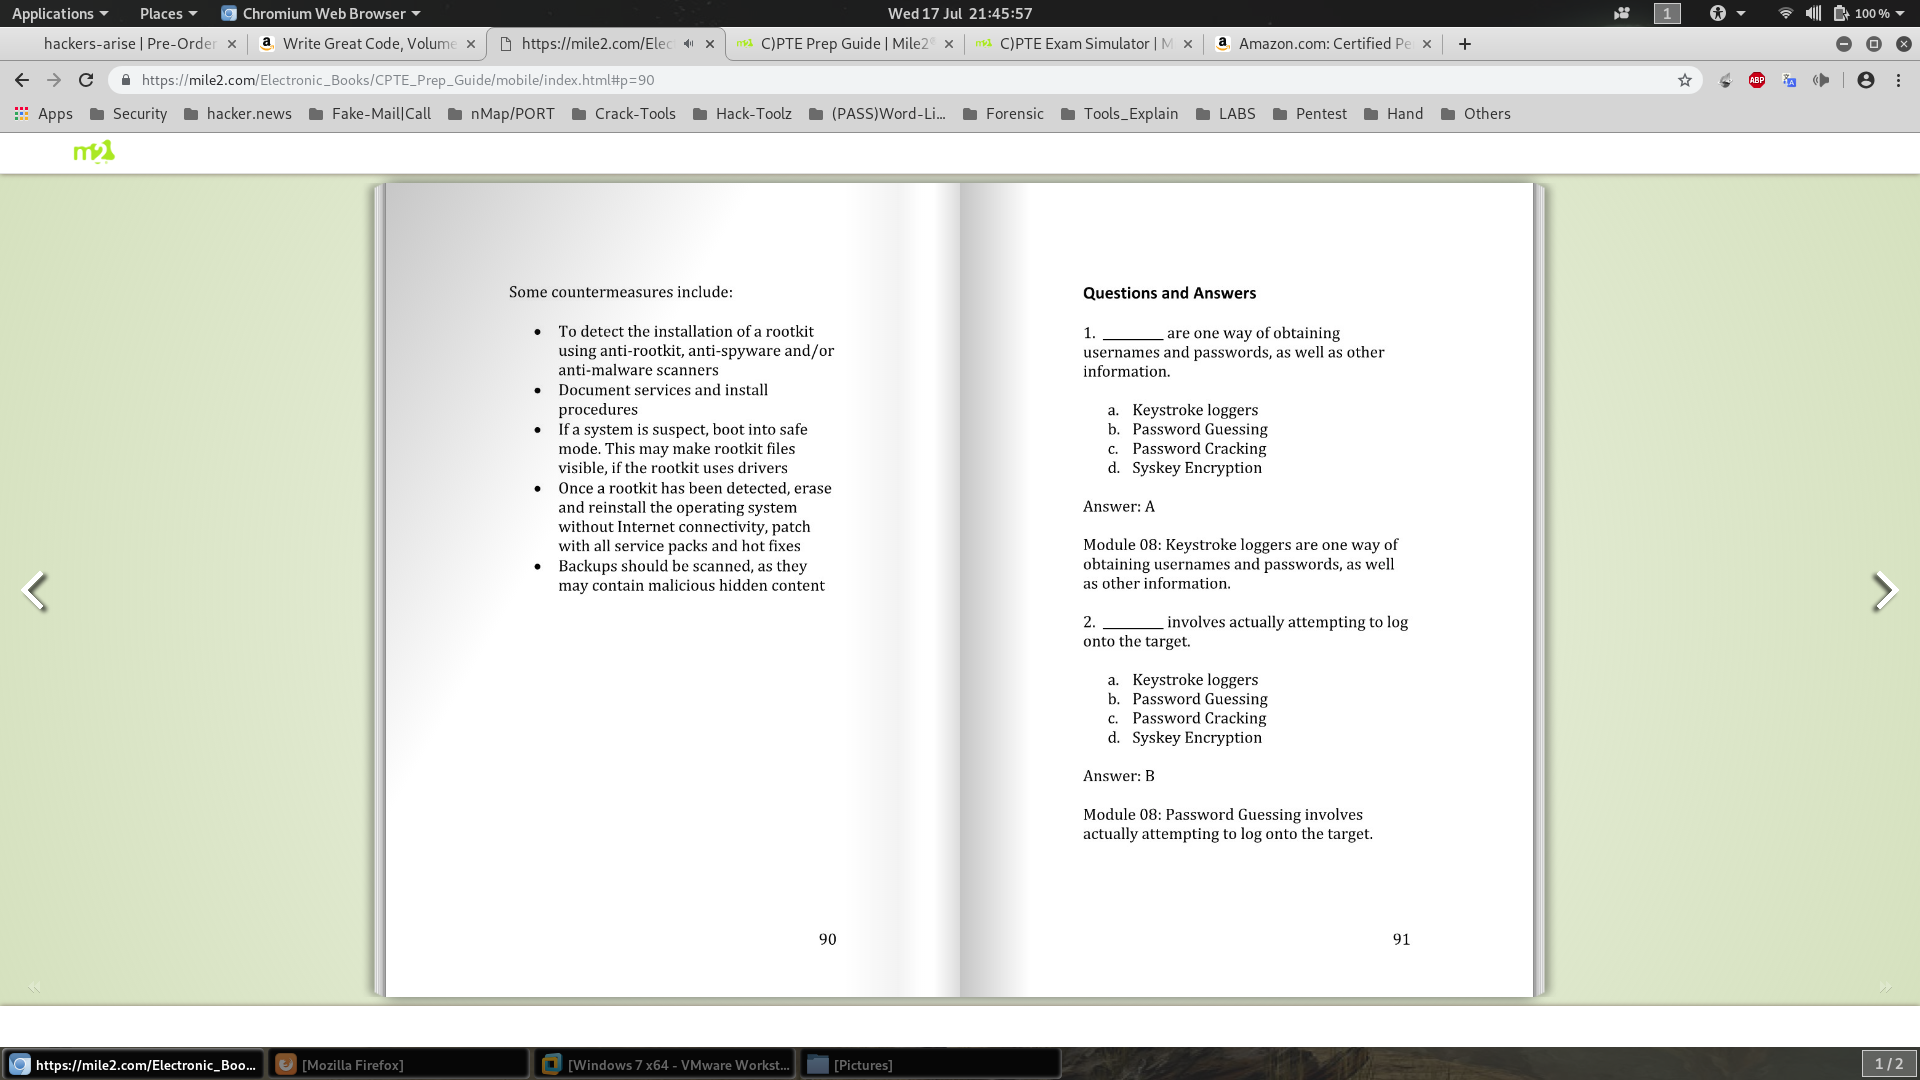 Applications
Places
Chromium Web Browser
Wed 17 Jul 21:45:57
1
100 %
hackers-arise | Pre-Order
Write Great Code, Volume
https://mile2.com/Elec
C)PTE Prep Guide | Mile2
C)PTE Exam Simulator | M
Amazon.com: Certified Pe
https://mile2.com/Electronic_Books/CPTE_Prep_Guide/mobile/index.html#p=90
ABP
Apps
Security
hacker.news
Fake-Mail|Call
nMap/PORT
Crack-Tools
Hack-Toolz
(PASS)Word-Li...
Forensic
Tools_Explain
LABS
Pentest
Hand
Others
m2
Some countermeasures include:
• To detect the installation of a rootkit
using anti-rootkit, anti-spyware and/or
anti-malware scanners
• Document services and install
procedures
• If a system is suspect, boot into safe
mode. This may make rootkit files
visible, if the rootkit uses drivers
• Once a rootkit has been detected, erase
and reinstall the operating system
without Internet connectivity, patch
with all service packs and hot fixes
• Backups should be scanned, as they
may contain malicious hidden content
90
Questions and Answers
1. ________ are one way of obtaining
usernames and passwords, as well as other
information.
a. Keystroke loggers
b. Password Guessing
c. Password Cracking
d. Syskey Encryption
Answer: A
Module 08: Keystroke loggers are one way of
obtaining usernames and passwords, as well
as other information.
2. ________ involves actually attempting to log
onto the target.
a. Keystroke loggers
b. Password Guessing
c. Password Cracking
d. Syskey Encryption
Answer: B
Module 08: Password Guessing involves
actually attempting to log onto the target.
91
https://mile2.com/Electronic_Boo...
[Mozilla Firefox]
[Windows 7 x64 - VMware Workst...
[Pictures]
1 / 2